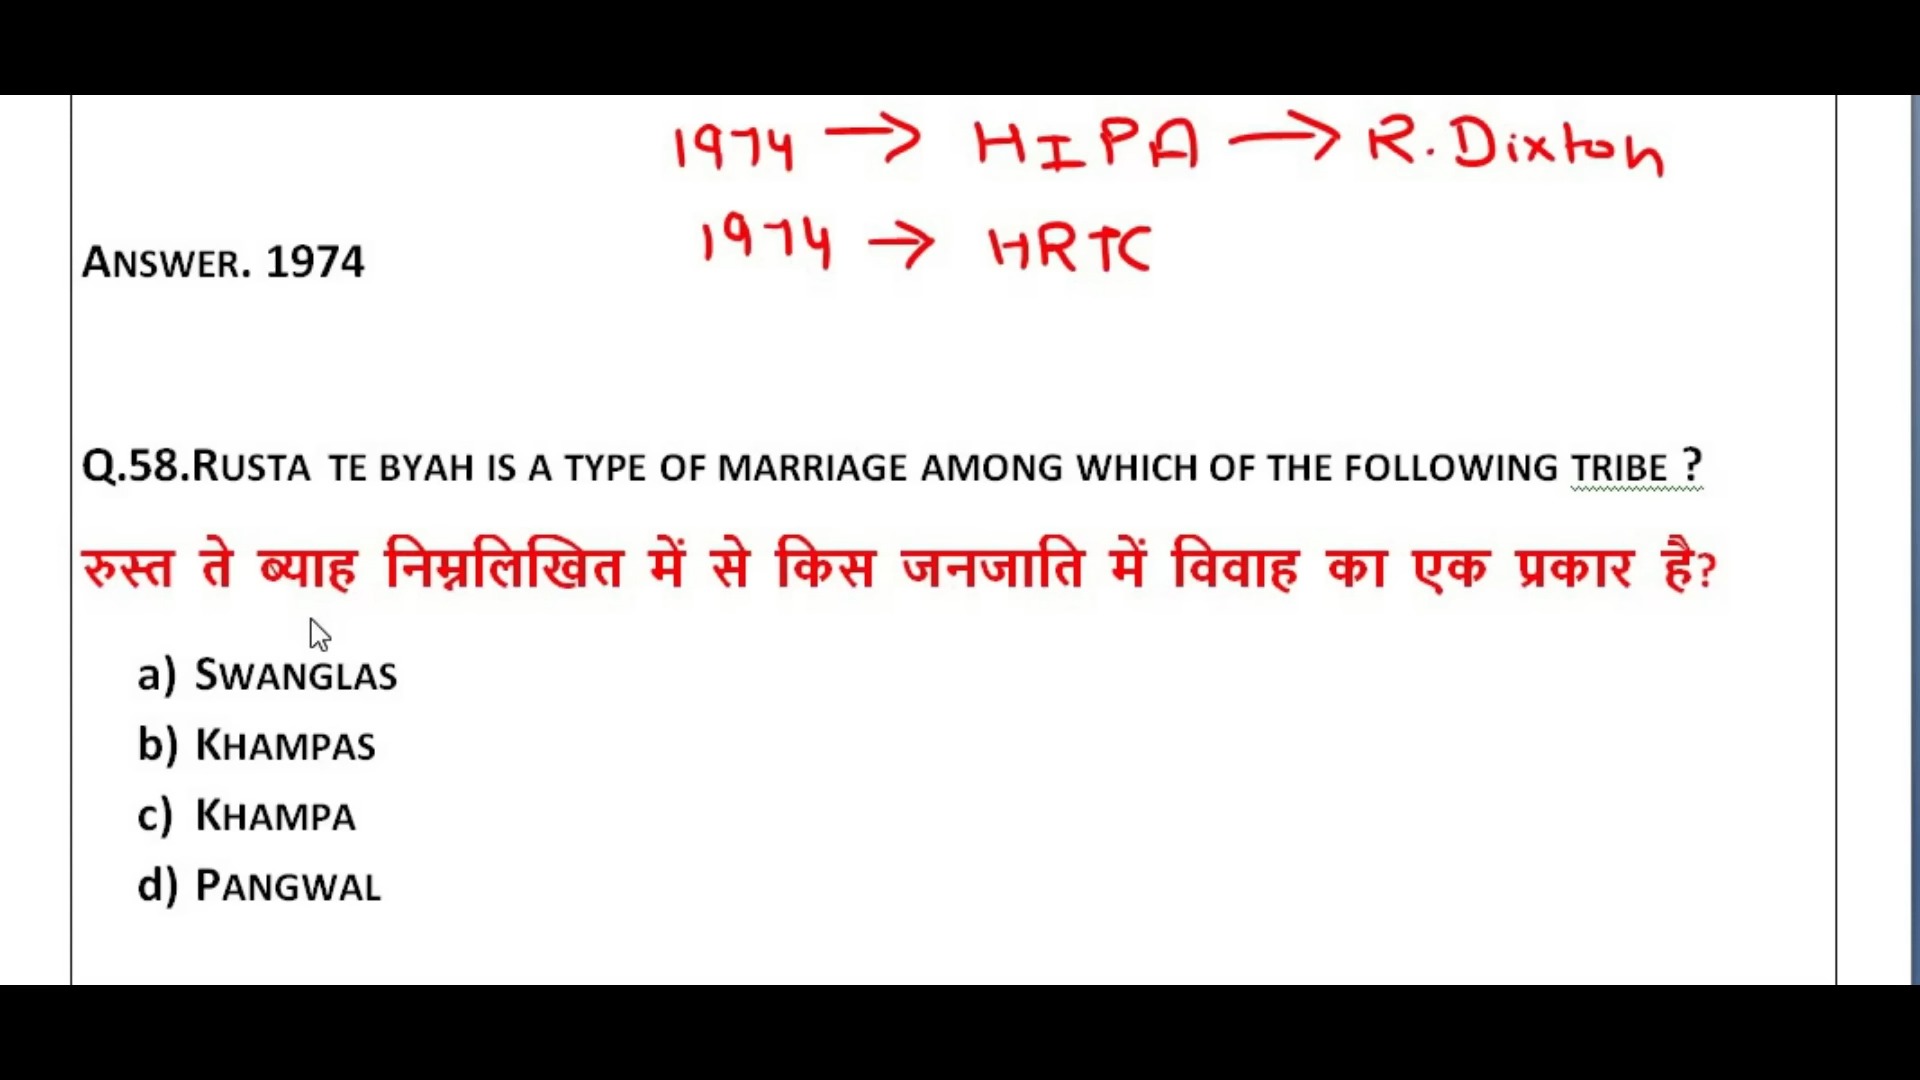 1974 → HIPA → R. Dixton
1974 → HRTC
ANSWER. 1974
Q.58.RUSTA TE BYAH IS A TYPE OF MARRIAGE AMONG WHICH OF THE FOLLOWING TRIBE ?
रुस्त ते ब्याह निम्नलिखित में से किस जनजाति में विवाह का एक प्रकार है?
a) SWANGLAS
b) KHAMPAS
c) KHAMPA
d) PANGWAL